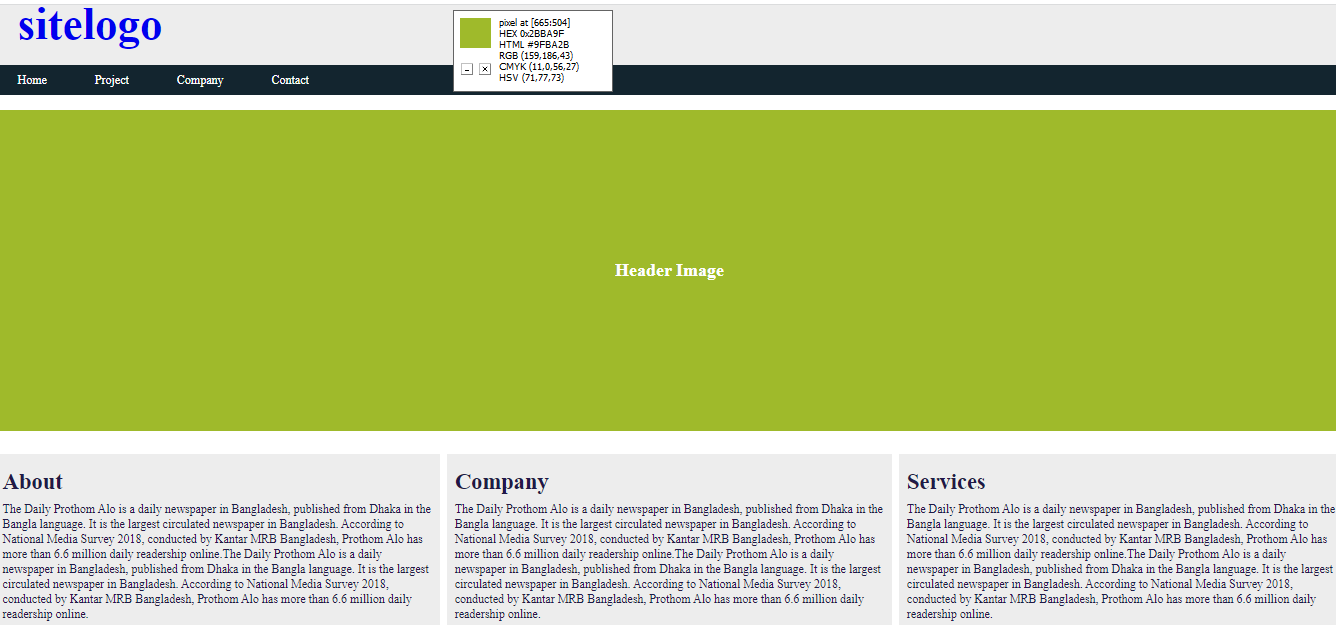 sitelogo
pixel at [665:504]
HEX 0x2BBA9F
HTML #9FBA2B
RGB (159,186,43)
CMYK (11,0,56,27)
HSV (71,77,73)
Home Project Company Contact
Header Image
About
The Daily Prothom Alo is a daily newspaper in Bangladesh, published from Dhaka in the
Bangla language. It is the largest circulated newspaper in Bangladesh. According to
National Media Survey 2018, conducted by Kantar MRB Bangladesh, Prothom Alo has
more than 6.6 million daily readership online.The Daily Prothom Alo is a daily
newspaper in Bangladesh, published from Dhaka in the Bangla language. It is the largest
circulated newspaper in Bangladesh. According to National Media Survey 2018,
conducted by Kantar MRB Bangladesh, Prothom Alo has more than 6.6 million daily
readership online.
Company
The Daily Prothom Alo is a daily newspaper in Bangladesh, published from Dhaka in the
Bangla language. It is the largest circulated newspaper in Bangladesh. According to
National Media Survey 2018, conducted by Kantar MRB Bangladesh, Prothom Alo has
more than 6.6 million daily readership online.The Daily Prothom Alo is a daily
newspaper in Bangladesh, published from Dhaka in the Bangla language. It is the largest
circulated newspaper in Bangladesh. According to National Media Survey 2018,
conducted by Kantar MRB Bangladesh, Prothom Alo has more than 6.6 million daily
readership online.
Services
The Daily Prothom Alo is a daily newspaper in Bangladesh, published from Dhaka in the
Bangla language. It is the largest circulated newspaper in Bangladesh. According to
National Media Survey 2018, conducted by Kantar MRB Bangladesh, Prothom Alo has
more than 6.6 million daily readership online.The Daily Prothom Alo is a daily
newspaper in Bangladesh, published from Dhaka in the Bangla language. It is the largest
circulated newspaper in Bangladesh. According to National Media Survey 2018,
conducted by Kantar MRB Bangladesh, Prothom Alo has more than 6.6 million daily
readership online.